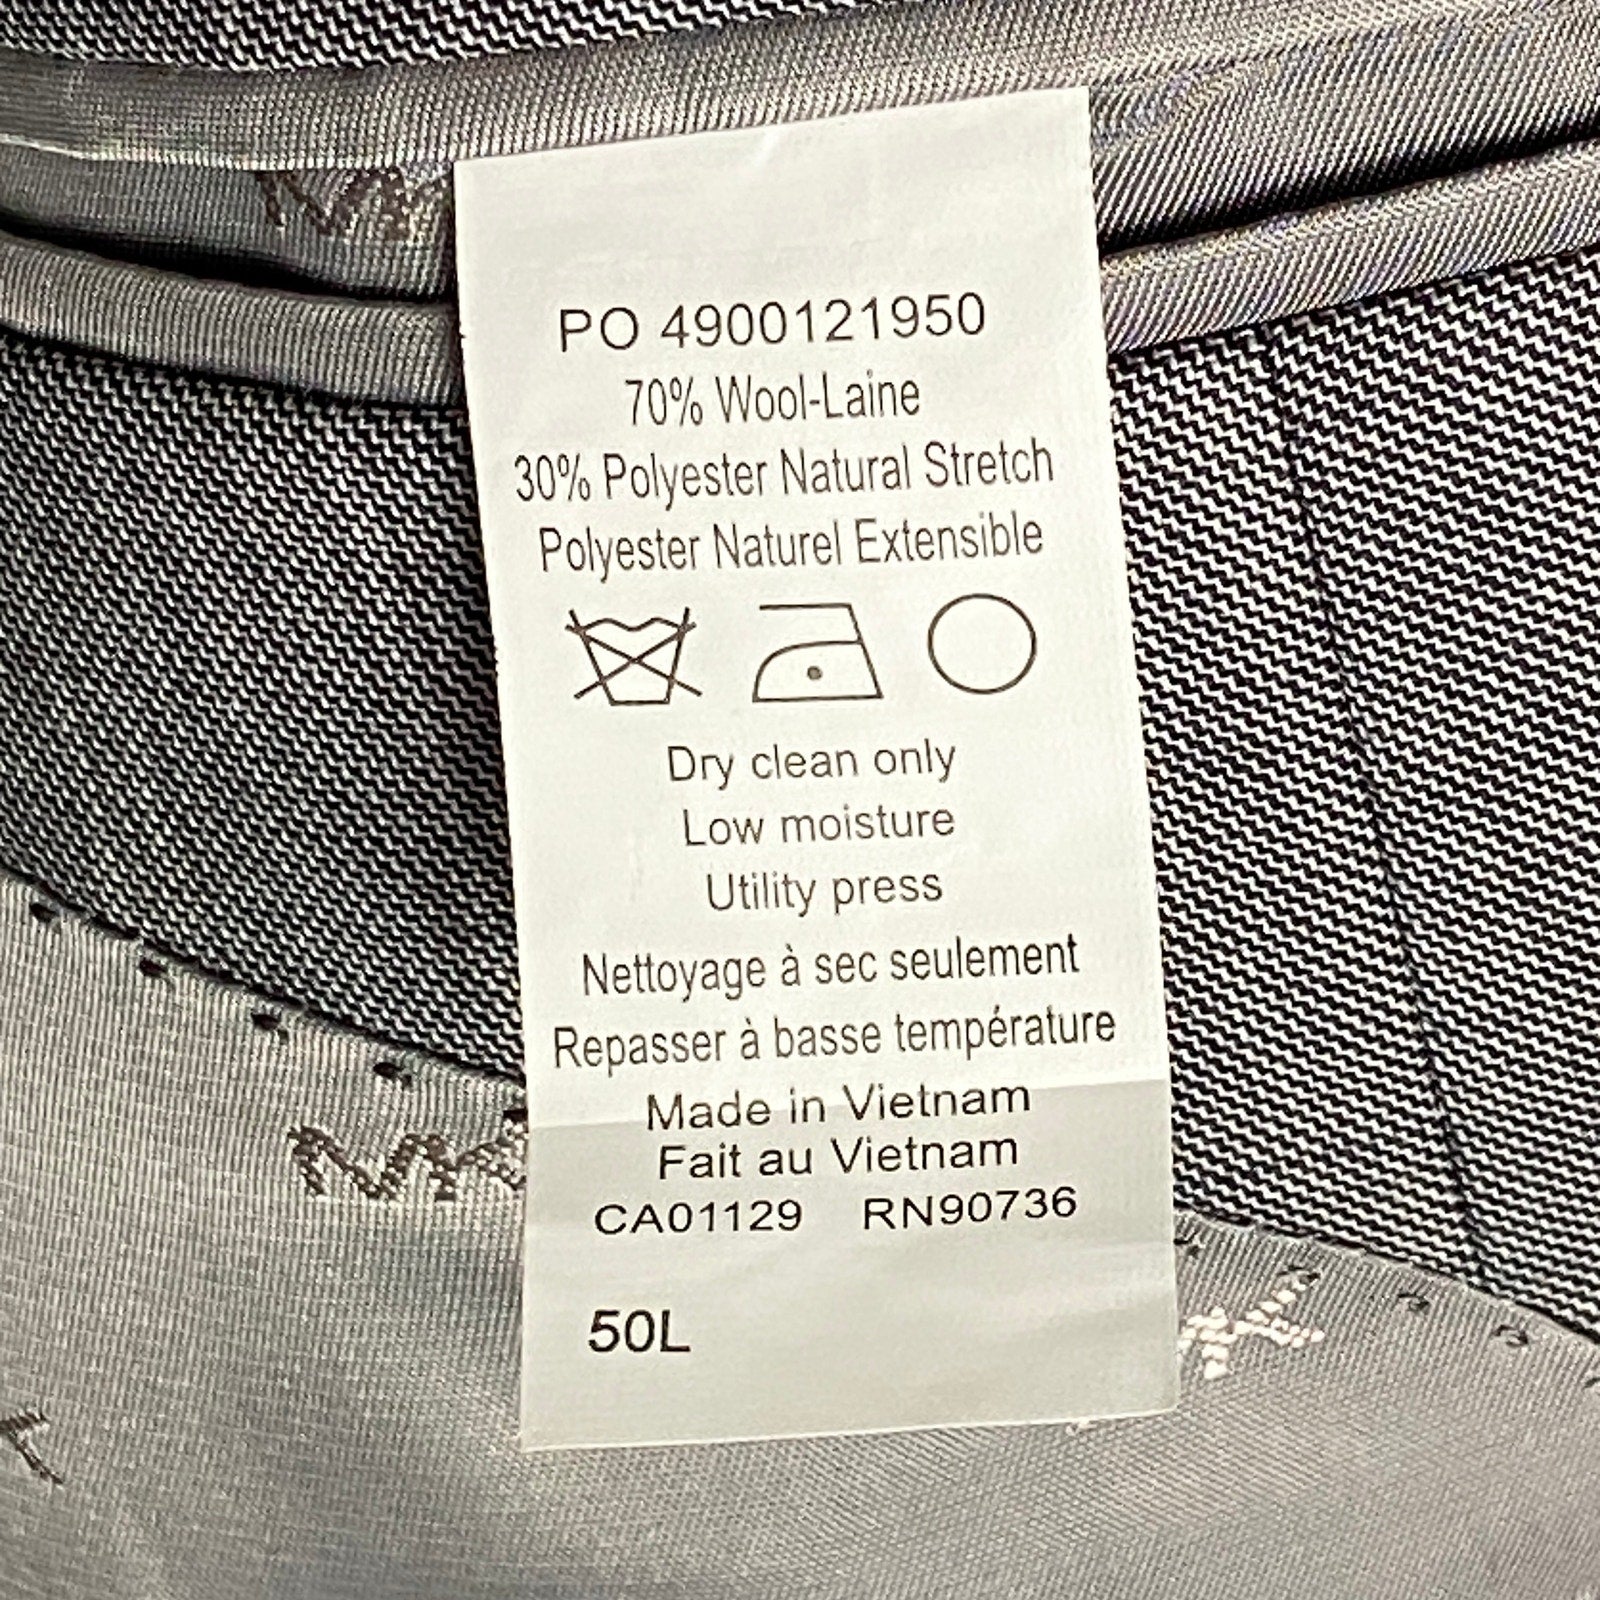 PO 4900121950
70% Wool-Laine
30% Polyester Natural Stretch
Polyester Naturel Extensible
Dry clean only
Low moisture
Utility press
Nettoyage à sec seulement
Repasser à basse température
Made in Vietnam
Fait au Vietnam
CA01129 RN90736
50L